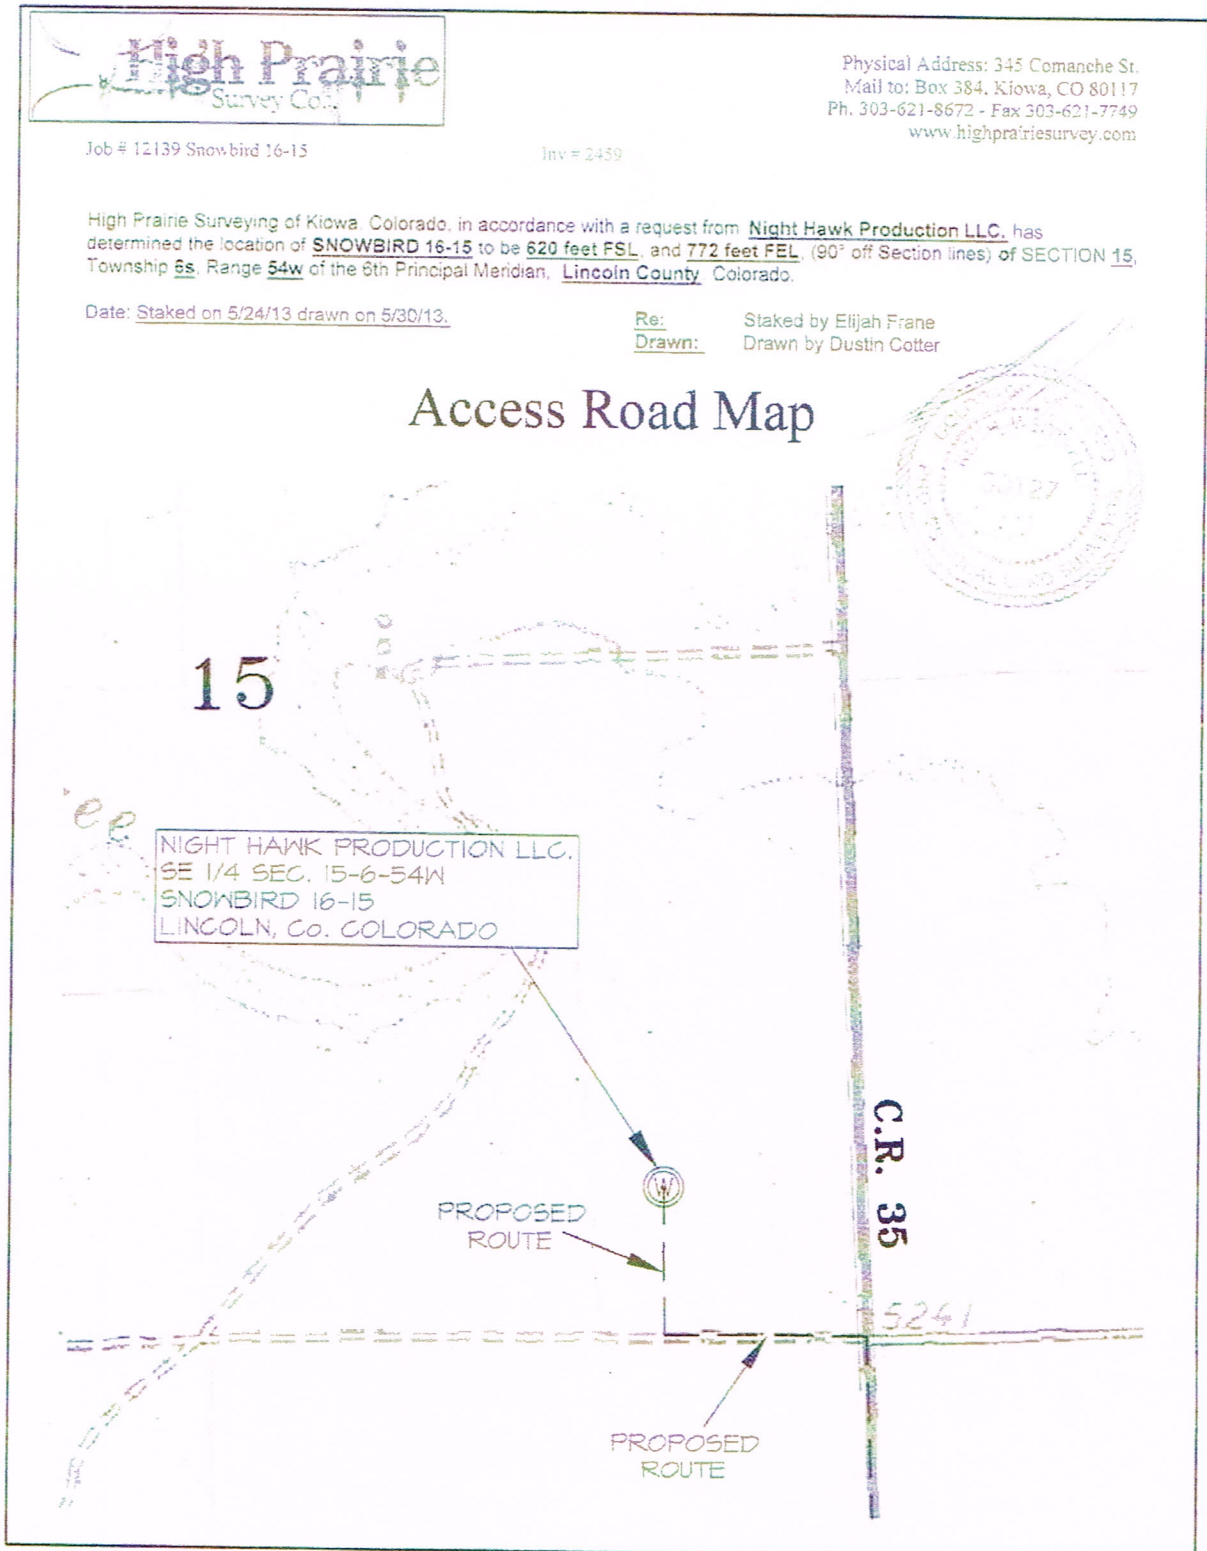 High Prairie
Survey Co.
Physical Address: 345 Comanche St.
Mail to: Box 384, Kiowa, CO 80117
Ph. 303-621-8672 - Fax 303-621-7749
www.highprairiesurvey.com
Job # 12139 Snowbird 16-15
Inv # 2459
High Prairie Surveying of Kiowa, Colorado, in accordance with a request from Night Hawk Production LLC. has
determined the location of SNOWBIRD 16-15 to be 620 feet FSL, and 772 feet FEL, (90° off Section lines) of SECTION 15,
Township 6s, Range 54w of the 6th Principal Meridian, Lincoln County, Colorado.
Date: Staked on 5/24/13 drawn on 5/30/13.
Re: Staked by Elijah Frane
Drawn: Drawn by Dustin Cotter
Access Road Map
15
ee
NIGHT HAWK PRODUCTION LLC.
SE 1/4 SEC. 15-6-54W
SNOWBIRD 16-15
LINCOLN, Co. COLORADO
W
C.R. 35
PROPOSED
ROUTE
5241
PROPOSED
ROUTE